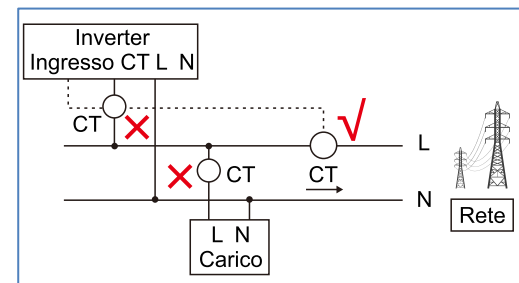 Inverter
Ingresso CT L N
CT
L
CT
CT
N
Rete
L N
Carico